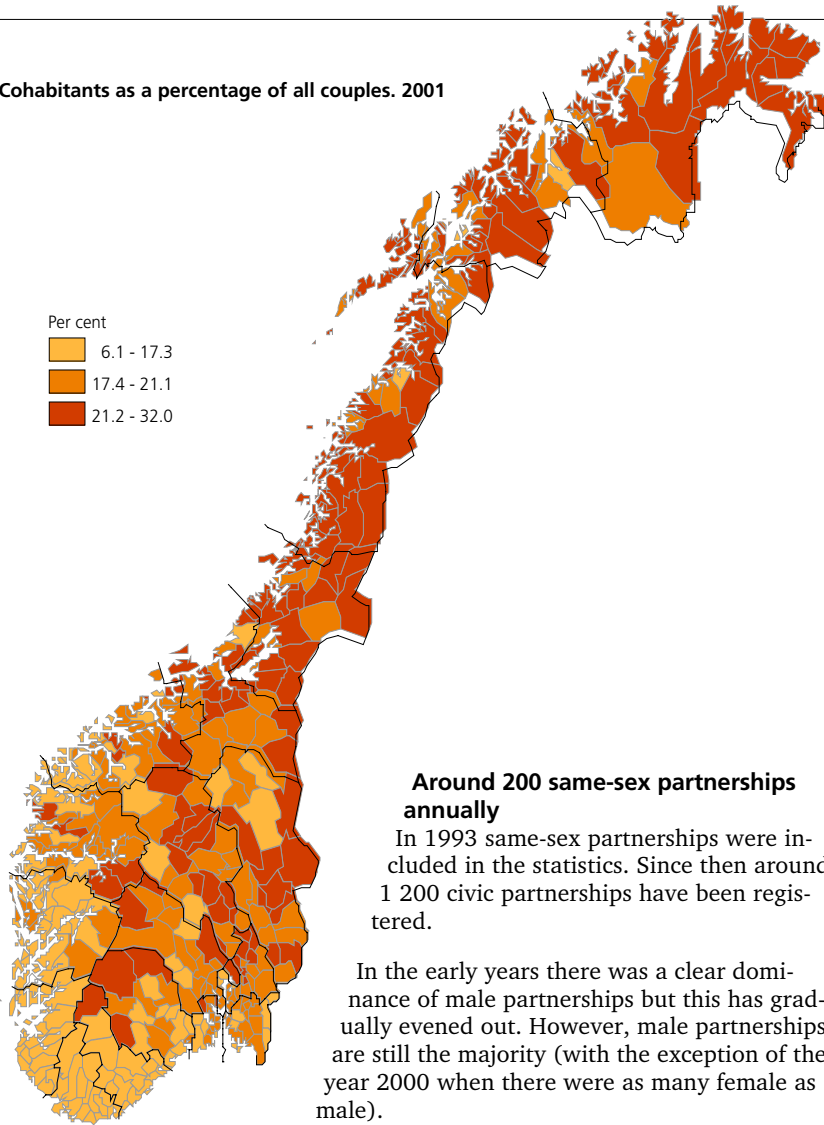 Cohabitants as a percentage of all couples. 2001
Per cent
6.1 - 17.3
17.4 - 21.1
21.2 - 32.0
Around 200 same-sex partnerships
annually
In 1993 same-sex partnerships were in-
cluded in the statistics. Since then around
1 200 civic partnerships have been regis-
tered.
In the early years there was a clear domi-
nance of male partnerships but this has grad-
ually evened out. However, male partnerships
are still the majority (with the exception of the
year 2000 when there were as many female as
male).